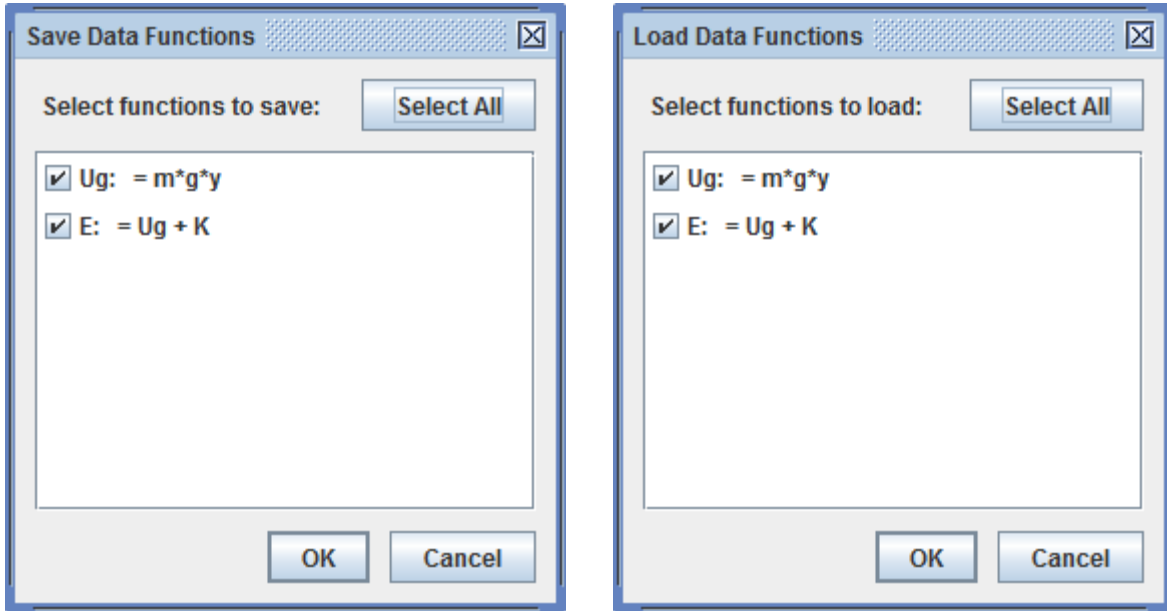 Save Data Functions
Select functions to save:
Select All
Ug: = m*g*y
E: = Ug + K
OK
Cancel
Load Data Functions
Select functions to load:
Select All
Ug: = m*g*y
E: = Ug + K
OK
Cancel